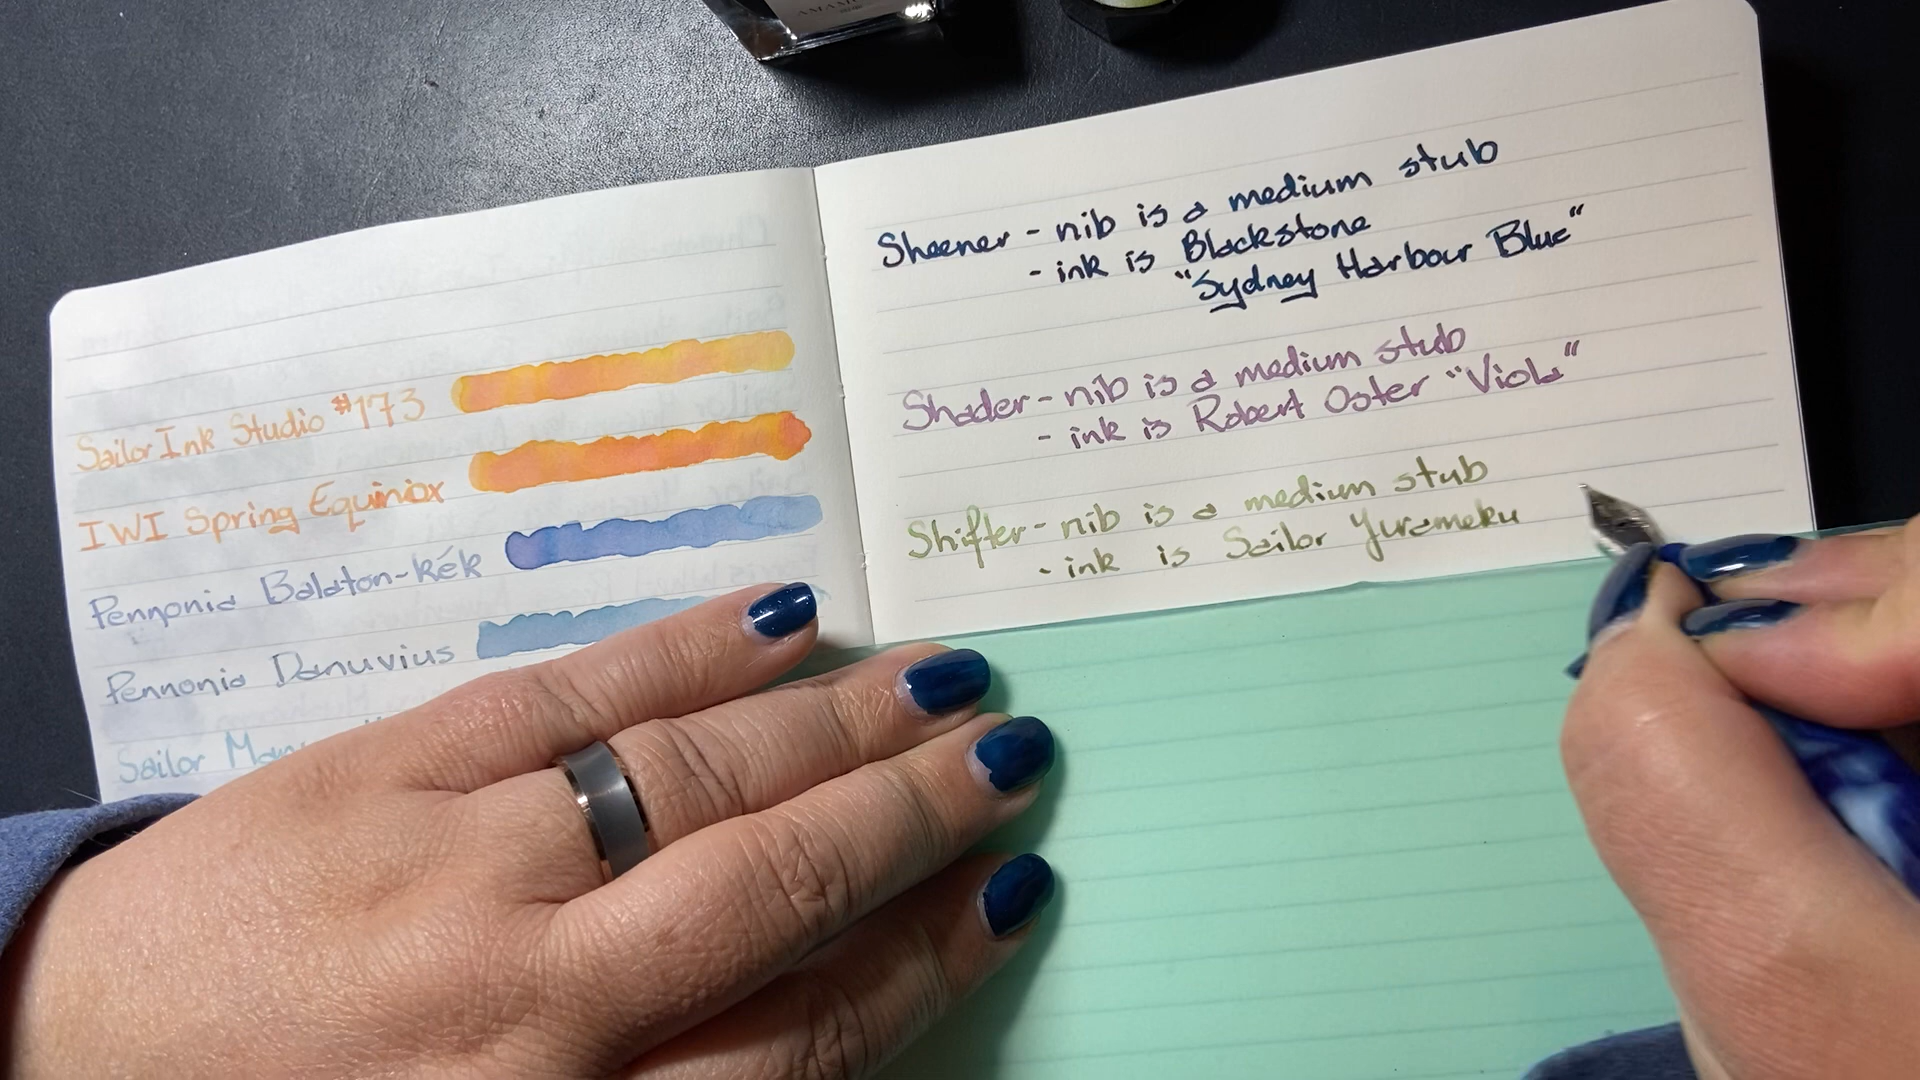 Sailor Ink Studio #173
IWI Spring Equinox
Pennonia Balaton-kék
Pennonia Danuvius
Sailor
Sheener - nib is a medium stub
- ink is Blackstone
"Sydney Harbour Blue"
Shader - nib is a medium stub
- ink is Robert Oster "Viola"
Shifter - nib is a medium stub
- ink is Sailor Yurameku